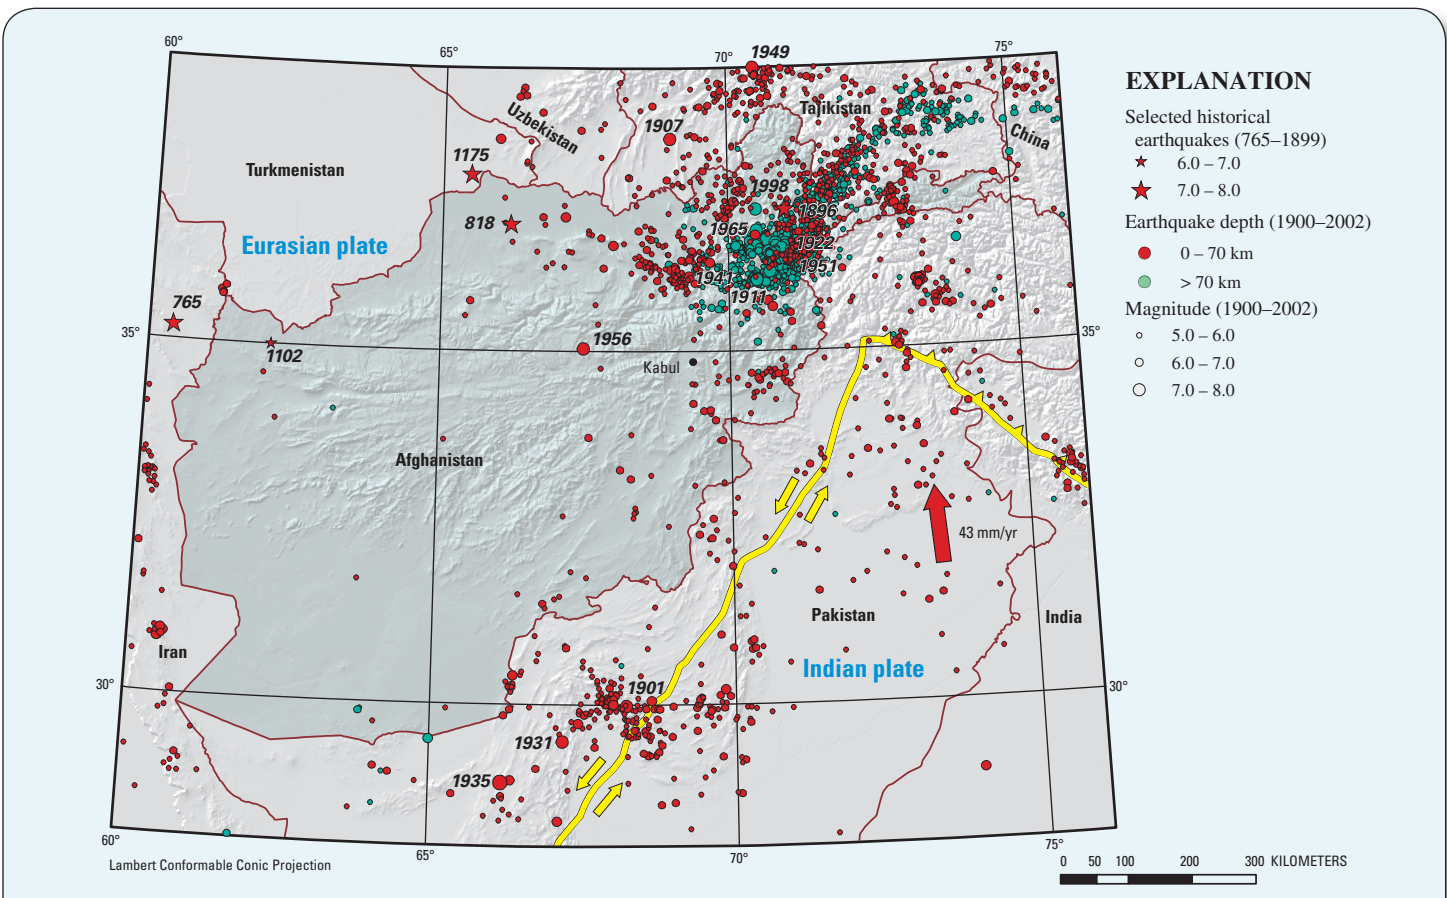 60°
65°
70°
1949
75°
EXPLANATION
Selected historical
earthquakes (765–1899)
6.0 – 7.0
7.0 – 8.0
Earthquake depth (1900–2002)
0 – 70 km
> 70 km
Magnitude (1900–2002)
5.0 – 6.0
6.0 – 7.0
7.0 – 8.0
Uzbekistan
Tajikistan
China
1907
1175
Turkmenistan
1998
1896
818
1965
Eurasian plate
1922
1951
1941
1911
765
35°
35°
1102
1956
Kabul
Afghanistan
43 mm/yr
Pakistan
India
Iran
Indian plate
30°
30°
1901
1931
1935
60°
65°
70°
75°
Lambert Conformable Conic Projection
0 50 100 200 300 KILOMETERS